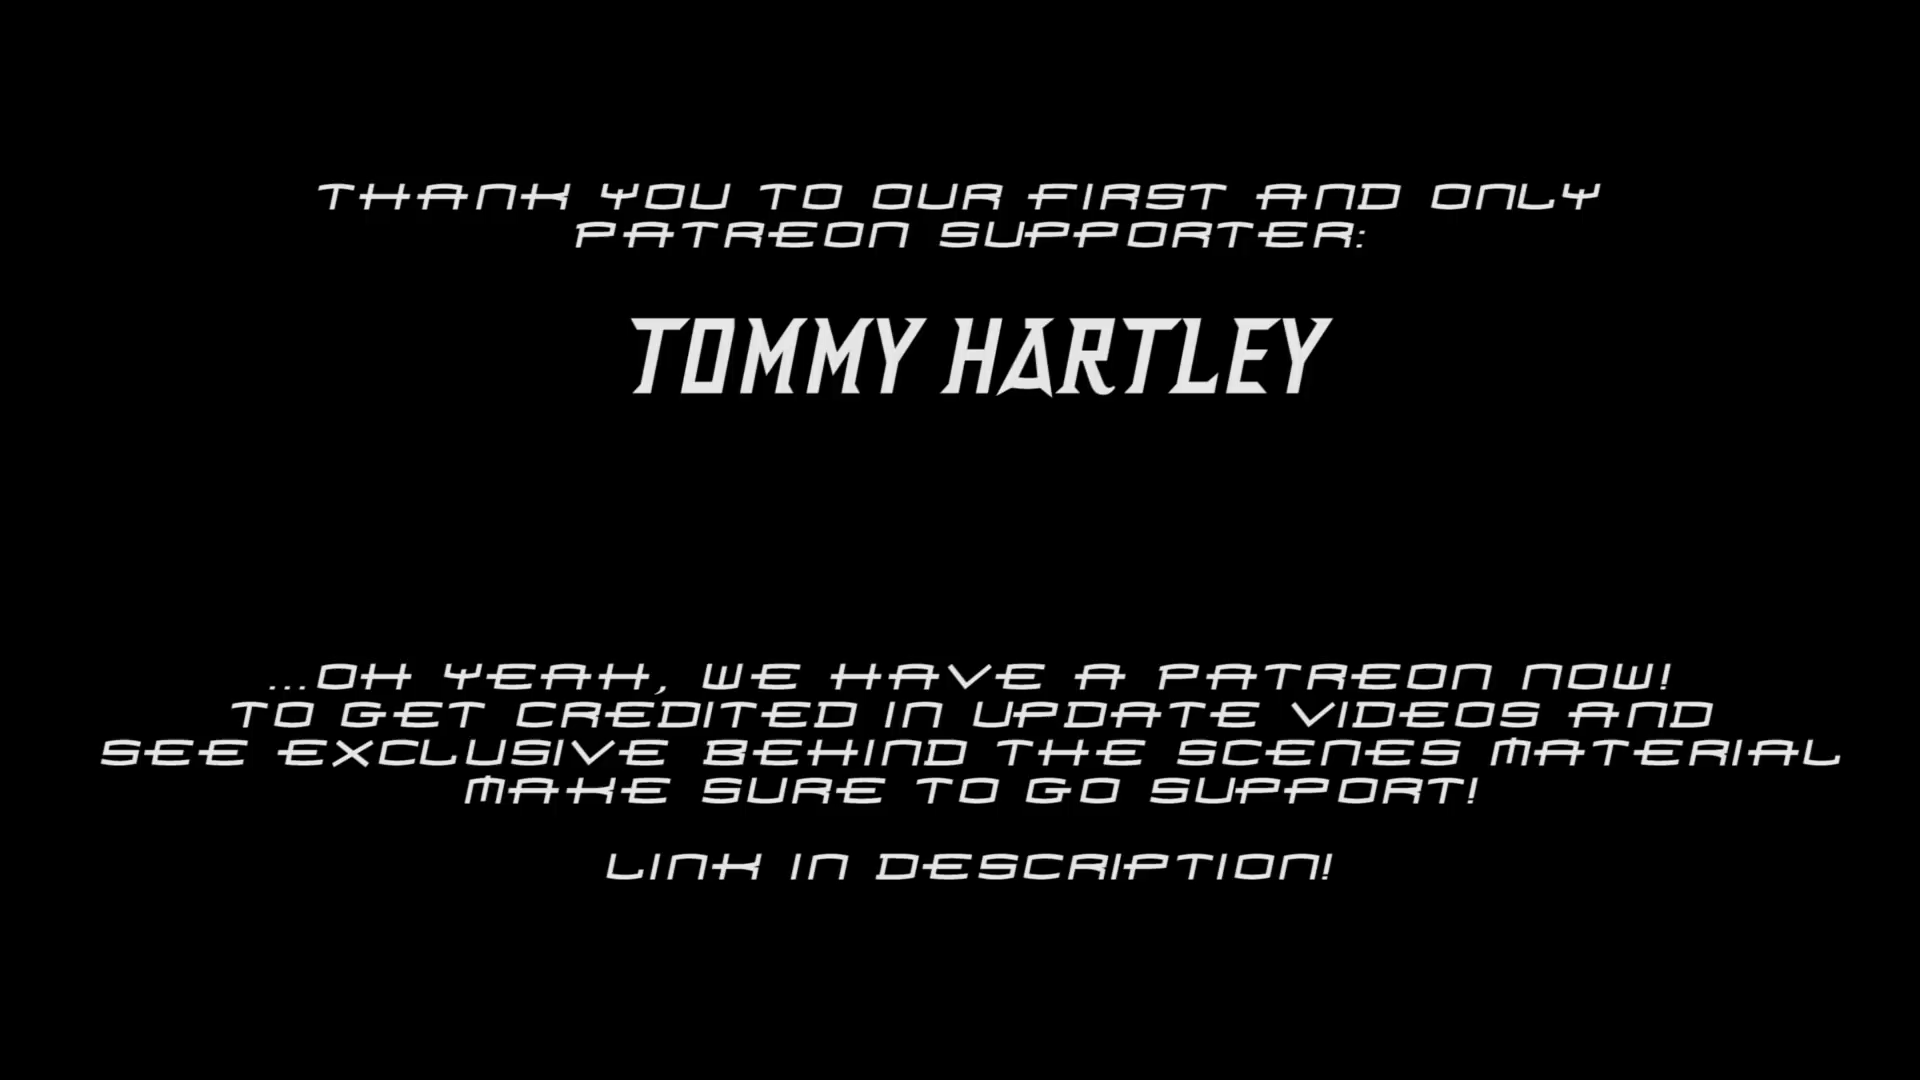 THANK YOU TO OUR FIRST AND ONLY
PATREON SUPPORTER:
TOMMY HARTLEY
...OH YEAH, WE HAVE A PATREON NOW!
TO GET CREDITED IN UPDATE VIDEOS AND
SEE EXCLUSIVE BEHIND THE SCENES MATERIAL
MAKE SURE TO GO SUPPORT!
LINK IN DESCRIPTION!